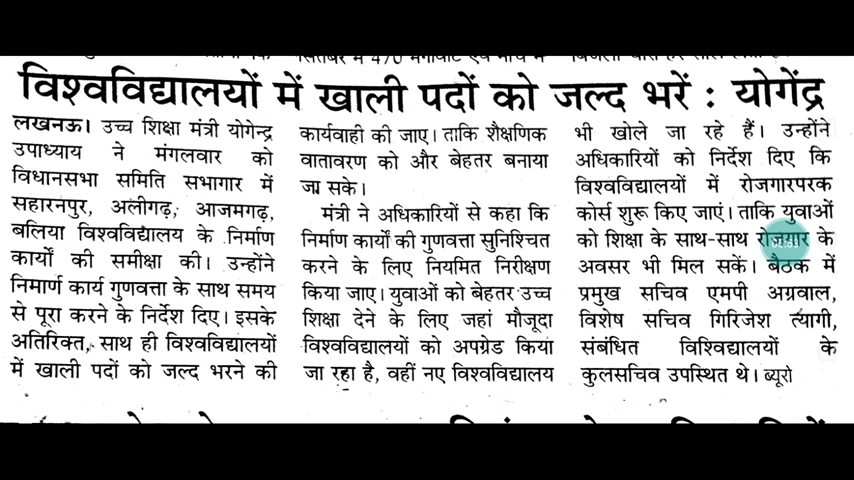 विश्वविद्यालयों में खाली पदों को जल्द भरें : योगेंद्र
लखनऊ। उच्च शिक्षा मंत्री योगेन्द्र
उपाध्याय ने मंगलवार को
विधानसभा समिति सभागार में
सहारनपुर, अलीगढ़, आजमगढ़,
बलिया विश्वविद्यालय के निर्माण
कार्यों की समीक्षा की। उन्होंने
निमार्ण कार्य गुणवत्ता के साथ समय
से पूरा करने के निर्देश दिए। इसके
अतिरिक्त, साथ ही विश्वविद्यालयों
में खाली पदों को जल्द भरने की
कार्यवाही की जाए। ताकि शैक्षणिक
वातावरण को और बेहतर बनाया
जा सके।
मंत्री ने अधिकारियों से कहा कि
निर्माण कार्यों की गुणवत्ता सुनिश्चित
करने के लिए नियमित निरीक्षण
किया जाए। युवाओं को बेहतर उच्च
शिक्षा देने के लिए जहां मौजूदा
विश्वविद्यालयों को अपग्रेड किया
जा रहा है, वहीं नए विश्वविद्यालय
भी खोले जा रहे हैं। उन्होंने
अधिकारियों को निर्देश दिए कि
विश्वविद्यालयों में रोजगारपरक
कोर्स शुरू किए जाएं। ताकि युवाओं
को शिक्षा के साथ-साथ रोजगार के
अवसर भी मिल सकें। बैठक में
प्रमुख सचिव एमपी अग्रवाल,
विशेष सचिव गिरिजेश त्यागी,
संबंधित विश्विद्यालयों के
कुलसचिव उपस्थित थे। ब्यूरो